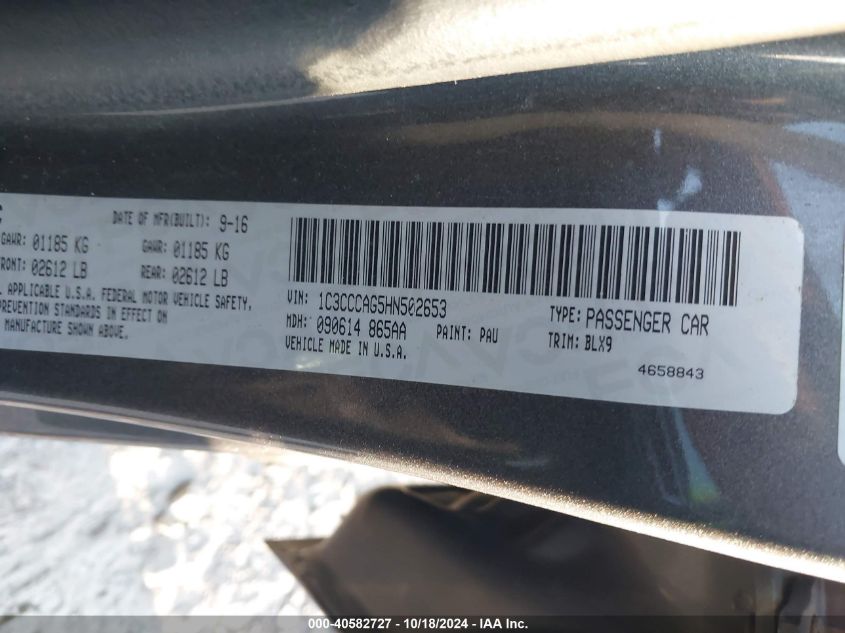 DATE OF MFR(BUILT): 9-16
GAWR: 01185 KG GAWR: 01185 KG
FRONT: 02612 LB REAR: 02612 LB
APPLICABLE U.S.A. FEDERAL MOTOR VEHICLE SAFETY,
PREVENTION STANDARDS IN EFFECT ON
MANUFACTURE SHOWN ABOVE.
VIN: 1C3CCCAG5HN502653 TYPE: PASSENGER CAR
MDH: 090614 865AA PAINT: PAU TRIM: BLX9
VEHICLE MADE IN U.S.A.
4658843
#VIN-40582727 - 10/18/2024 - IAA Inc.